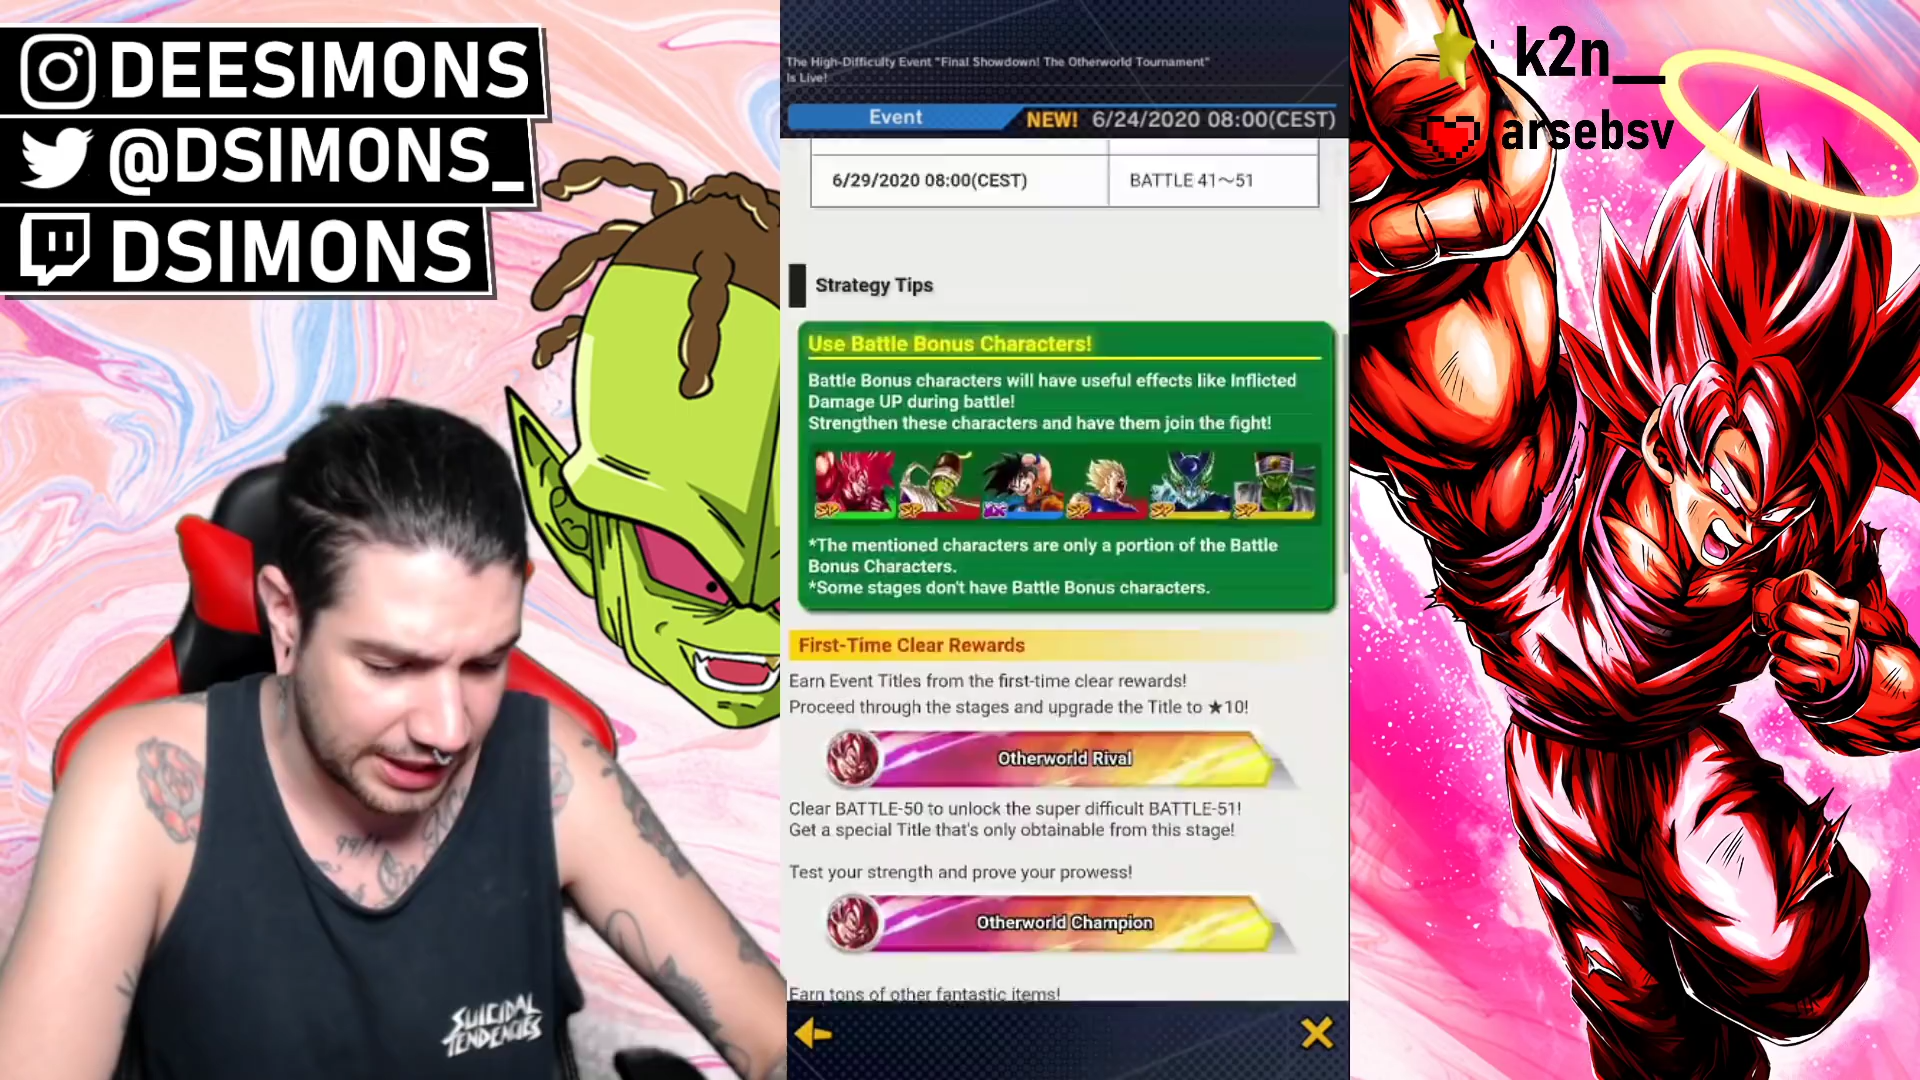 DEESIMONS
@DSIMONS_
DSIMONS
SUICIDAL
TENDENCIES
The High-Difficulty Event "Final Showdown! The Otherworld Tournament"
Is Live!
Event
NEW! 6/24/2020 08:00(CEST)
6/29/2020 08:00(CEST) BATTLE 41～51
Strategy Tips
Use Battle Bonus Characters!
Battle Bonus characters will have useful effects like Inflicted
Damage UP during battle!
Strengthen these characters and have them join the fight!
SP SP EX SP SP SP
*The mentioned characters are only a portion of the Battle
Bonus Characters.
*Some stages don't have Battle Bonus characters.
First-Time Clear Rewards
Earn Event Titles from the first-time clear rewards!
Proceed through the stages and upgrade the Title to ★10!
Otherworld Rival
Clear BATTLE-50 to unlock the super difficult BATTLE-51!
Get a special Title that's only obtainable from this stage!
Test your strength and prove your prowess!
Otherworld Champion
Earn tons of other fantastic items!
k2n__
arsebsv